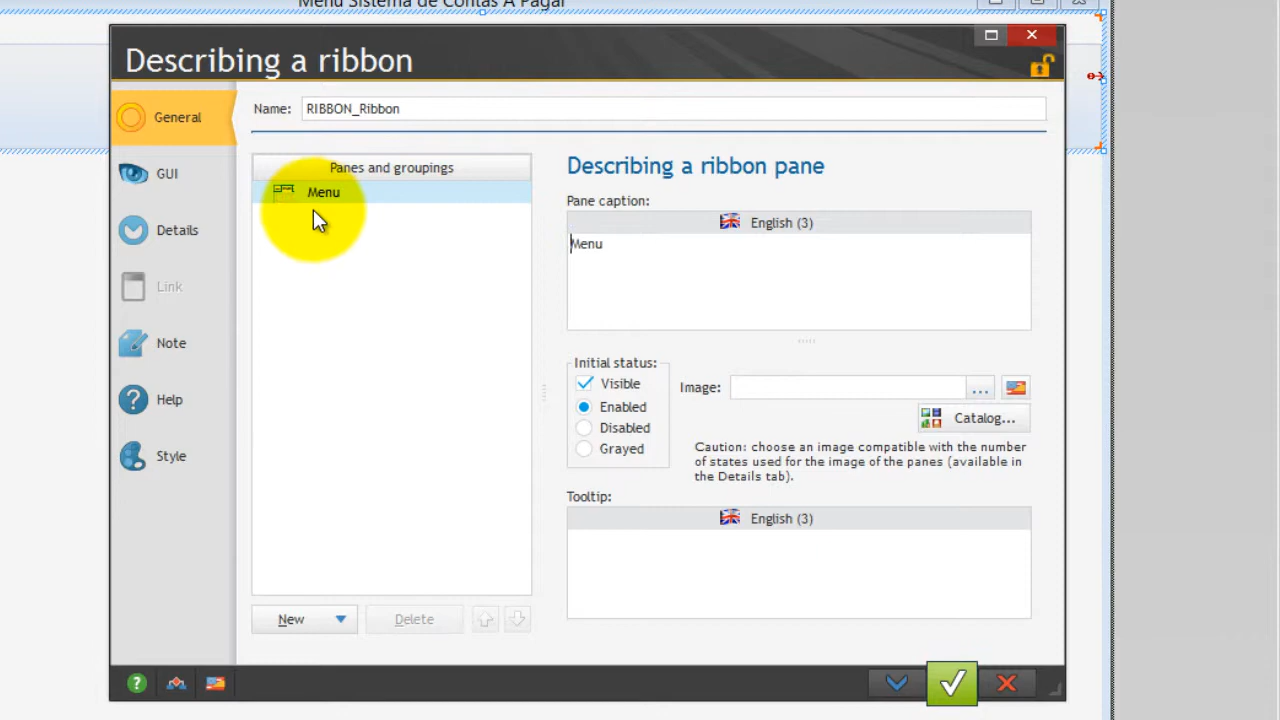 Menu Sistema de Contas A Pagar
Describing a ribbon
General
GUI
Details
Link
Note
Help
Style
Name:
RIBBON_Ribbon
Panes and groupings
Menu
New
Delete
Describing a ribbon pane
Pane caption:
English (3)
Menu
Initial status:
Visible
Enabled
Disabled
Grayed
Image:
...
Catalog...
Caution: choose an image compatible with the number
of states used for the image of the panes (available in
the Details tab).
Tooltip:
English (3)